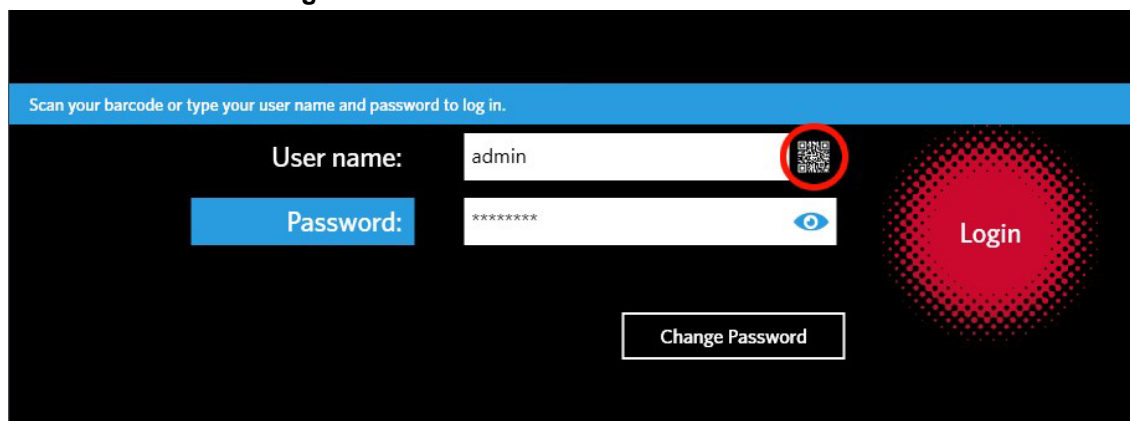 Scan your barcode or type your user name and password to log in.
User name: admin
Password: ********
Login
Change Password